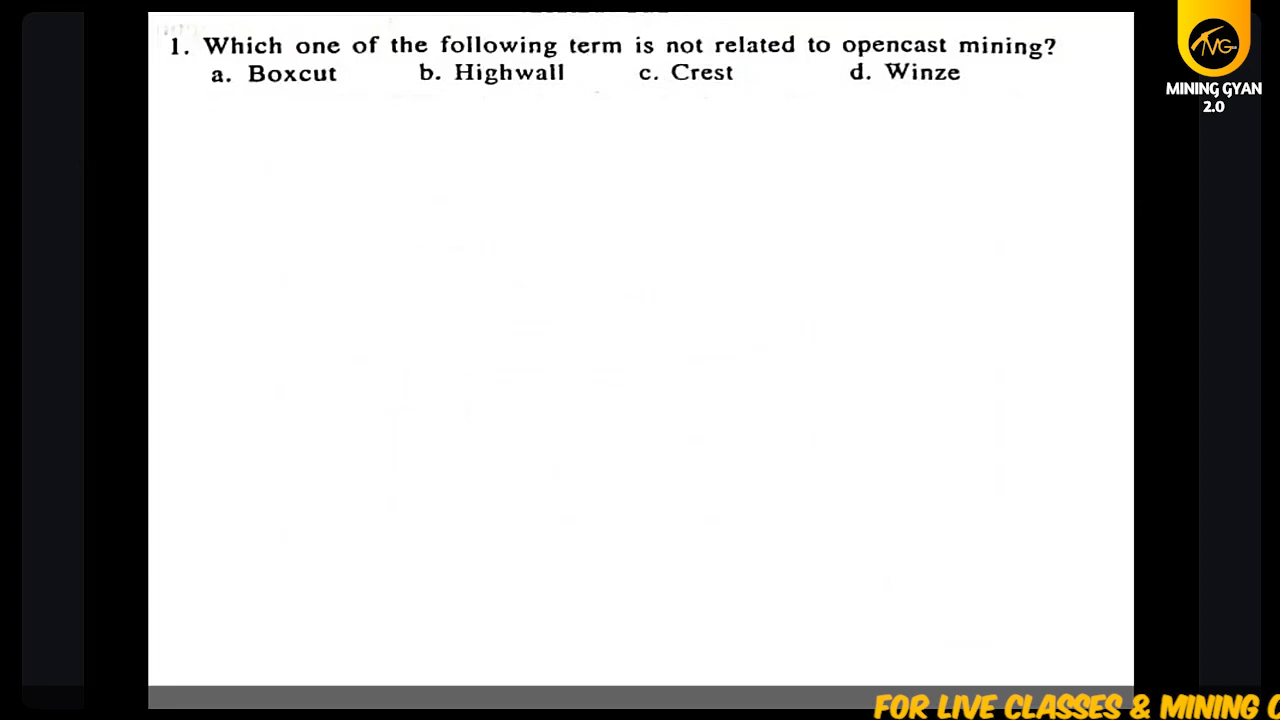 1. Which one of the following term is not related to opencast mining?
a. Boxcut b. Highwall c. Crest d. Winze
TMG
MINING GYAN
2.0
FOR LIVE CLASSES & MINING